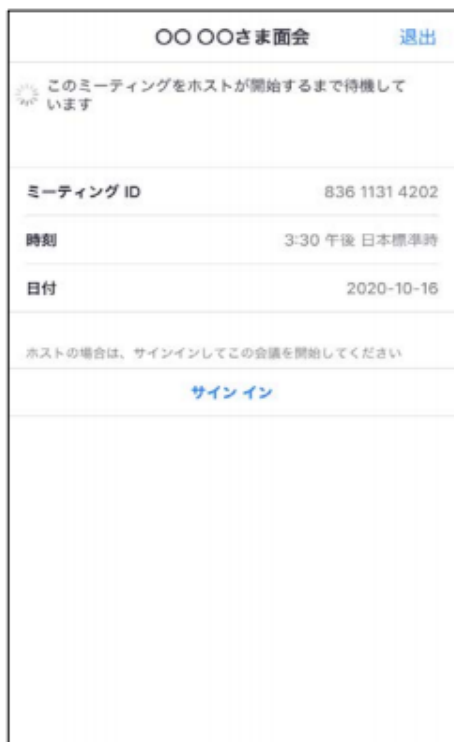 〇〇 〇〇さま面会
退出
このミーティングをホストが開始するまで待機して
います
ミーティング ID
836 1131 4202
時刻
3:30 午後 日本標準時
日付
2020-10-16
ホストの場合は、サインインしてこの会議を開始してください
サイン イン